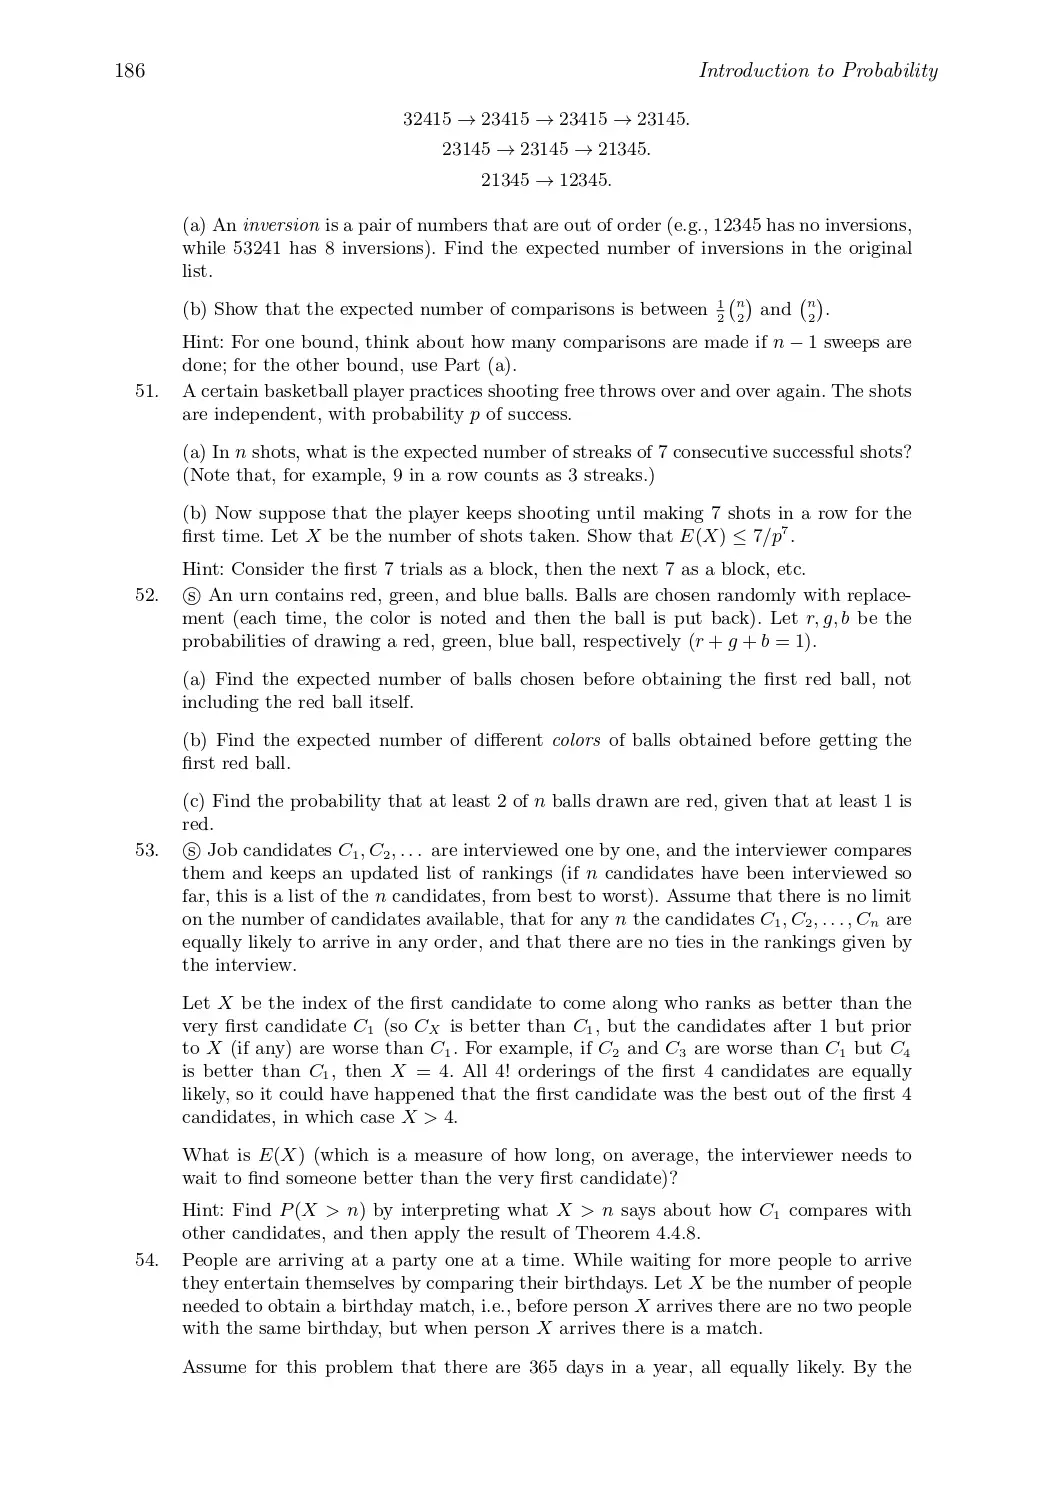 186 Introduction to Probability
32415 → 23415 → 23415 → 23145.
23145 → 23145 → 21345.
21345 → 12345.
(a) An inversion is a pair of numbers that are out of order (e.g., 12345 has no inversions,
while 53241 has 8 inversions). Find the expected number of inversions in the original
list.
(b) Show that the expected number of comparisons is between ½(n 2) and (n 2).
Hint: For one bound, think about how many comparisons are made if n − 1 sweeps are
done; for the other bound, use Part (a).
51. A certain basketball player practices shooting free throws over and over again. The shots
are independent, with probability p of success.
(a) In n shots, what is the expected number of streaks of 7 consecutive successful shots?
(Note that, for example, 9 in a row counts as 3 streaks.)
(b) Now suppose that the player keeps shooting until making 7 shots in a row for the
first time. Let X be the number of shots taken. Show that E(X) ≤ 7/p⁷.
Hint: Consider the first 7 trials as a block, then the next 7 as a block, etc.
52. ⓢ An urn contains red, green, and blue balls. Balls are chosen randomly with replace-
ment (each time, the color is noted and then the ball is put back). Let r, g, b be the
probabilities of drawing a red, green, blue ball, respectively (r + g + b = 1).
(a) Find the expected number of balls chosen before obtaining the first red ball, not
including the red ball itself.
(b) Find the expected number of different colors of balls obtained before getting the
first red ball.
(c) Find the probability that at least 2 of n balls drawn are red, given that at least 1 is
red.
53. ⓢ Job candidates C₁, C₂, . . . are interviewed one by one, and the interviewer compares
them and keeps an updated list of rankings (if n candidates have been interviewed so
far, this is a list of the n candidates, from best to worst). Assume that there is no limit
on the number of candidates available, that for any n the candidates C₁, C₂, . . . , Cₙ are
equally likely to arrive in any order, and that there are no ties in the rankings given by
the interview.
Let X be the index of the first candidate to come along who ranks as better than the
very first candidate C₁ (so C_X is better than C₁, but the candidates after 1 but prior
to X (if any) are worse than C₁. For example, if C₂ and C₃ are worse than C₁ but C₄
is better than C₁, then X = 4. All 4! orderings of the first 4 candidates are equally
likely, so it could have happened that the first candidate was the best out of the first 4
candidates, in which case X > 4.
What is E(X) (which is a measure of how long, on average, the interviewer needs to
wait to find someone better than the very first candidate)?
Hint: Find P(X > n) by interpreting what X > n says about how C₁ compares with
other candidates, and then apply the result of Theorem 4.4.8.
54. People are arriving at a party one at a time. While waiting for more people to arrive
they entertain themselves by comparing their birthdays. Let X be the number of people
needed to obtain a birthday match, i.e., before person X arrives there are no two people
with the same birthday, but when person X arrives there is a match.
Assume for this problem that there are 365 days in a year, all equally likely. By the